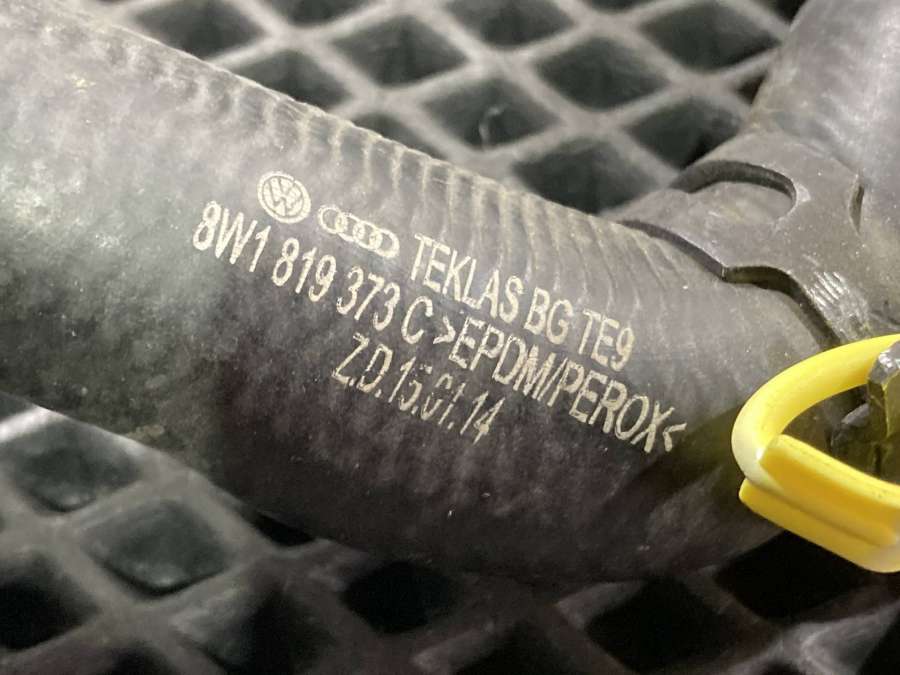 TEKLAS BG TE9
8W1 819 373 C >EPDM/PEROX<
Z.D.15.01.14